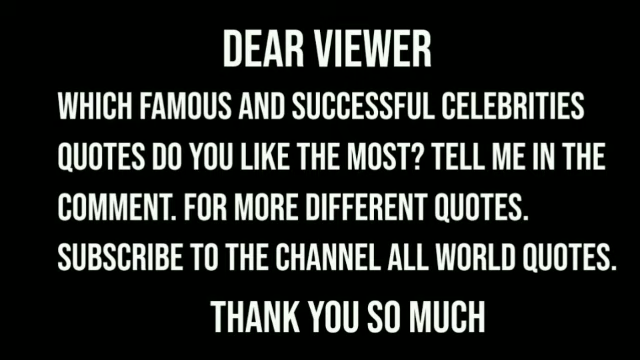 DEAR VIEWER
WHICH FAMOUS AND SUCCESSFUL CELEBRITIES
QUOTES DO YOU LIKE THE MOST? TELL ME IN THE
COMMENT. FOR MORE DIFFERENT QUOTES.
SUBSCRIBE TO THE CHANNEL ALL WORLD QUOTES.
THANK YOU SO MUCH